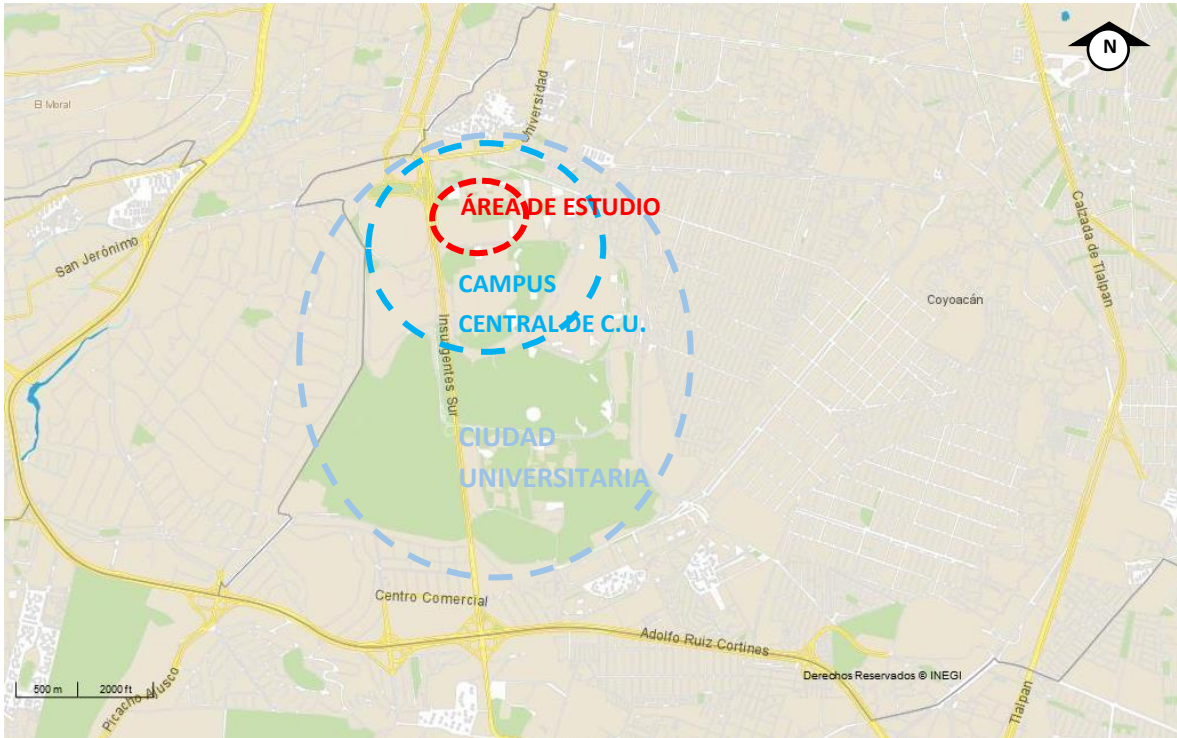 N
El Moral
Universidad
ÁREA DE ESTUDIO
San Jerónimo
Calzada de Tlalpan
CAMPUS
CENTRAL DE C.U.
Coyoacán
Insurgentes Sur
CIUDAD
UNIVERSITARIA
Centro Comercial
Adolfo Ruiz Cortines
Derechos Reservados © INEGI
500 m
2000 ft
Picacho Ajusco
Tlalpan